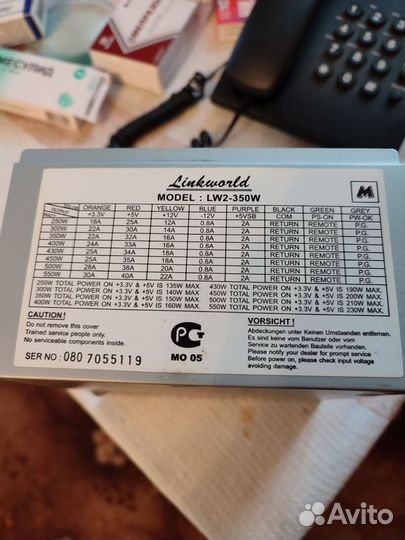 МЕСУЛИД
Linkworld
MODEL : LW2-350W
OUTPUT ORANGE RED YELLOW BLUE PURPLE BLACK GREEN GREY
WATT +3.3V +5V +12V -12V +5VSB COM PS-ON PW-OK
250W 18A 25A 12A 0.8A 2A RETURN REMOTE P.G.
300W 22A 30A 14A 0.8A 2A RETURN REMOTE P.G.
350W 22A 32A 16A 0.8A 2A RETURN REMOTE P.G.
400W 24A 33A 16A 0.8A 2A RETURN REMOTE P.G.
430W 25A 34A 18A 0.8A 2A RETURN REMOTE P.G.
450W 25A 35A 18A 0.8A 2A RETURN REMOTE P.G.
500W 28A 38A 20A 0.8A 2A RETURN REMOTE P.G.
550W 30A 40A 22A 0.8A 2A RETURN REMOTE P.G.
250W TOTAL POWER ON +3.3V & +5V IS 135W MAX. 430W TOTAL POWER ON +3.3V & +5V IS 180W MAX.
300W TOTAL POWER ON +3.3V & +5V IS 140W MAX. 450W TOTAL POWER ON +3.3V & +5V IS 190W MAX.
350W TOTAL POWER ON +3.3V & +5V IS 150W MAX. 500W TOTAL POWER ON +3.3V & +5V IS 200W MAX.
400W TOTAL POWER ON +3.3V & +5V IS 160W MAX. 550W TOTAL POWER ON +3.3V & +5V IS 230W MAX.
CAUTION!
Do not remove this cover
Trained service people only.
No serviceable components inside.
SER NO : 080 7055119
МО 05
VORSICHT!
Abdeckungen unter Keinen Umstaenden entfernen.
Es sind keine vom Benutzer oder vom
Service zu wartenden Bauteile vorhanden.
Please notify your dealer for prompt service
Before power on, please check input voltage
avoiding damage.
Avito